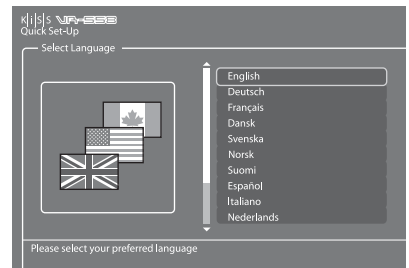 KiSS VR-558
Quick Set-Up
Select Language
English
Deutsch
Français
Dansk
Svenska
Norsk
Suomi
Español
Italiano
Nederlands
Please select your preferred language